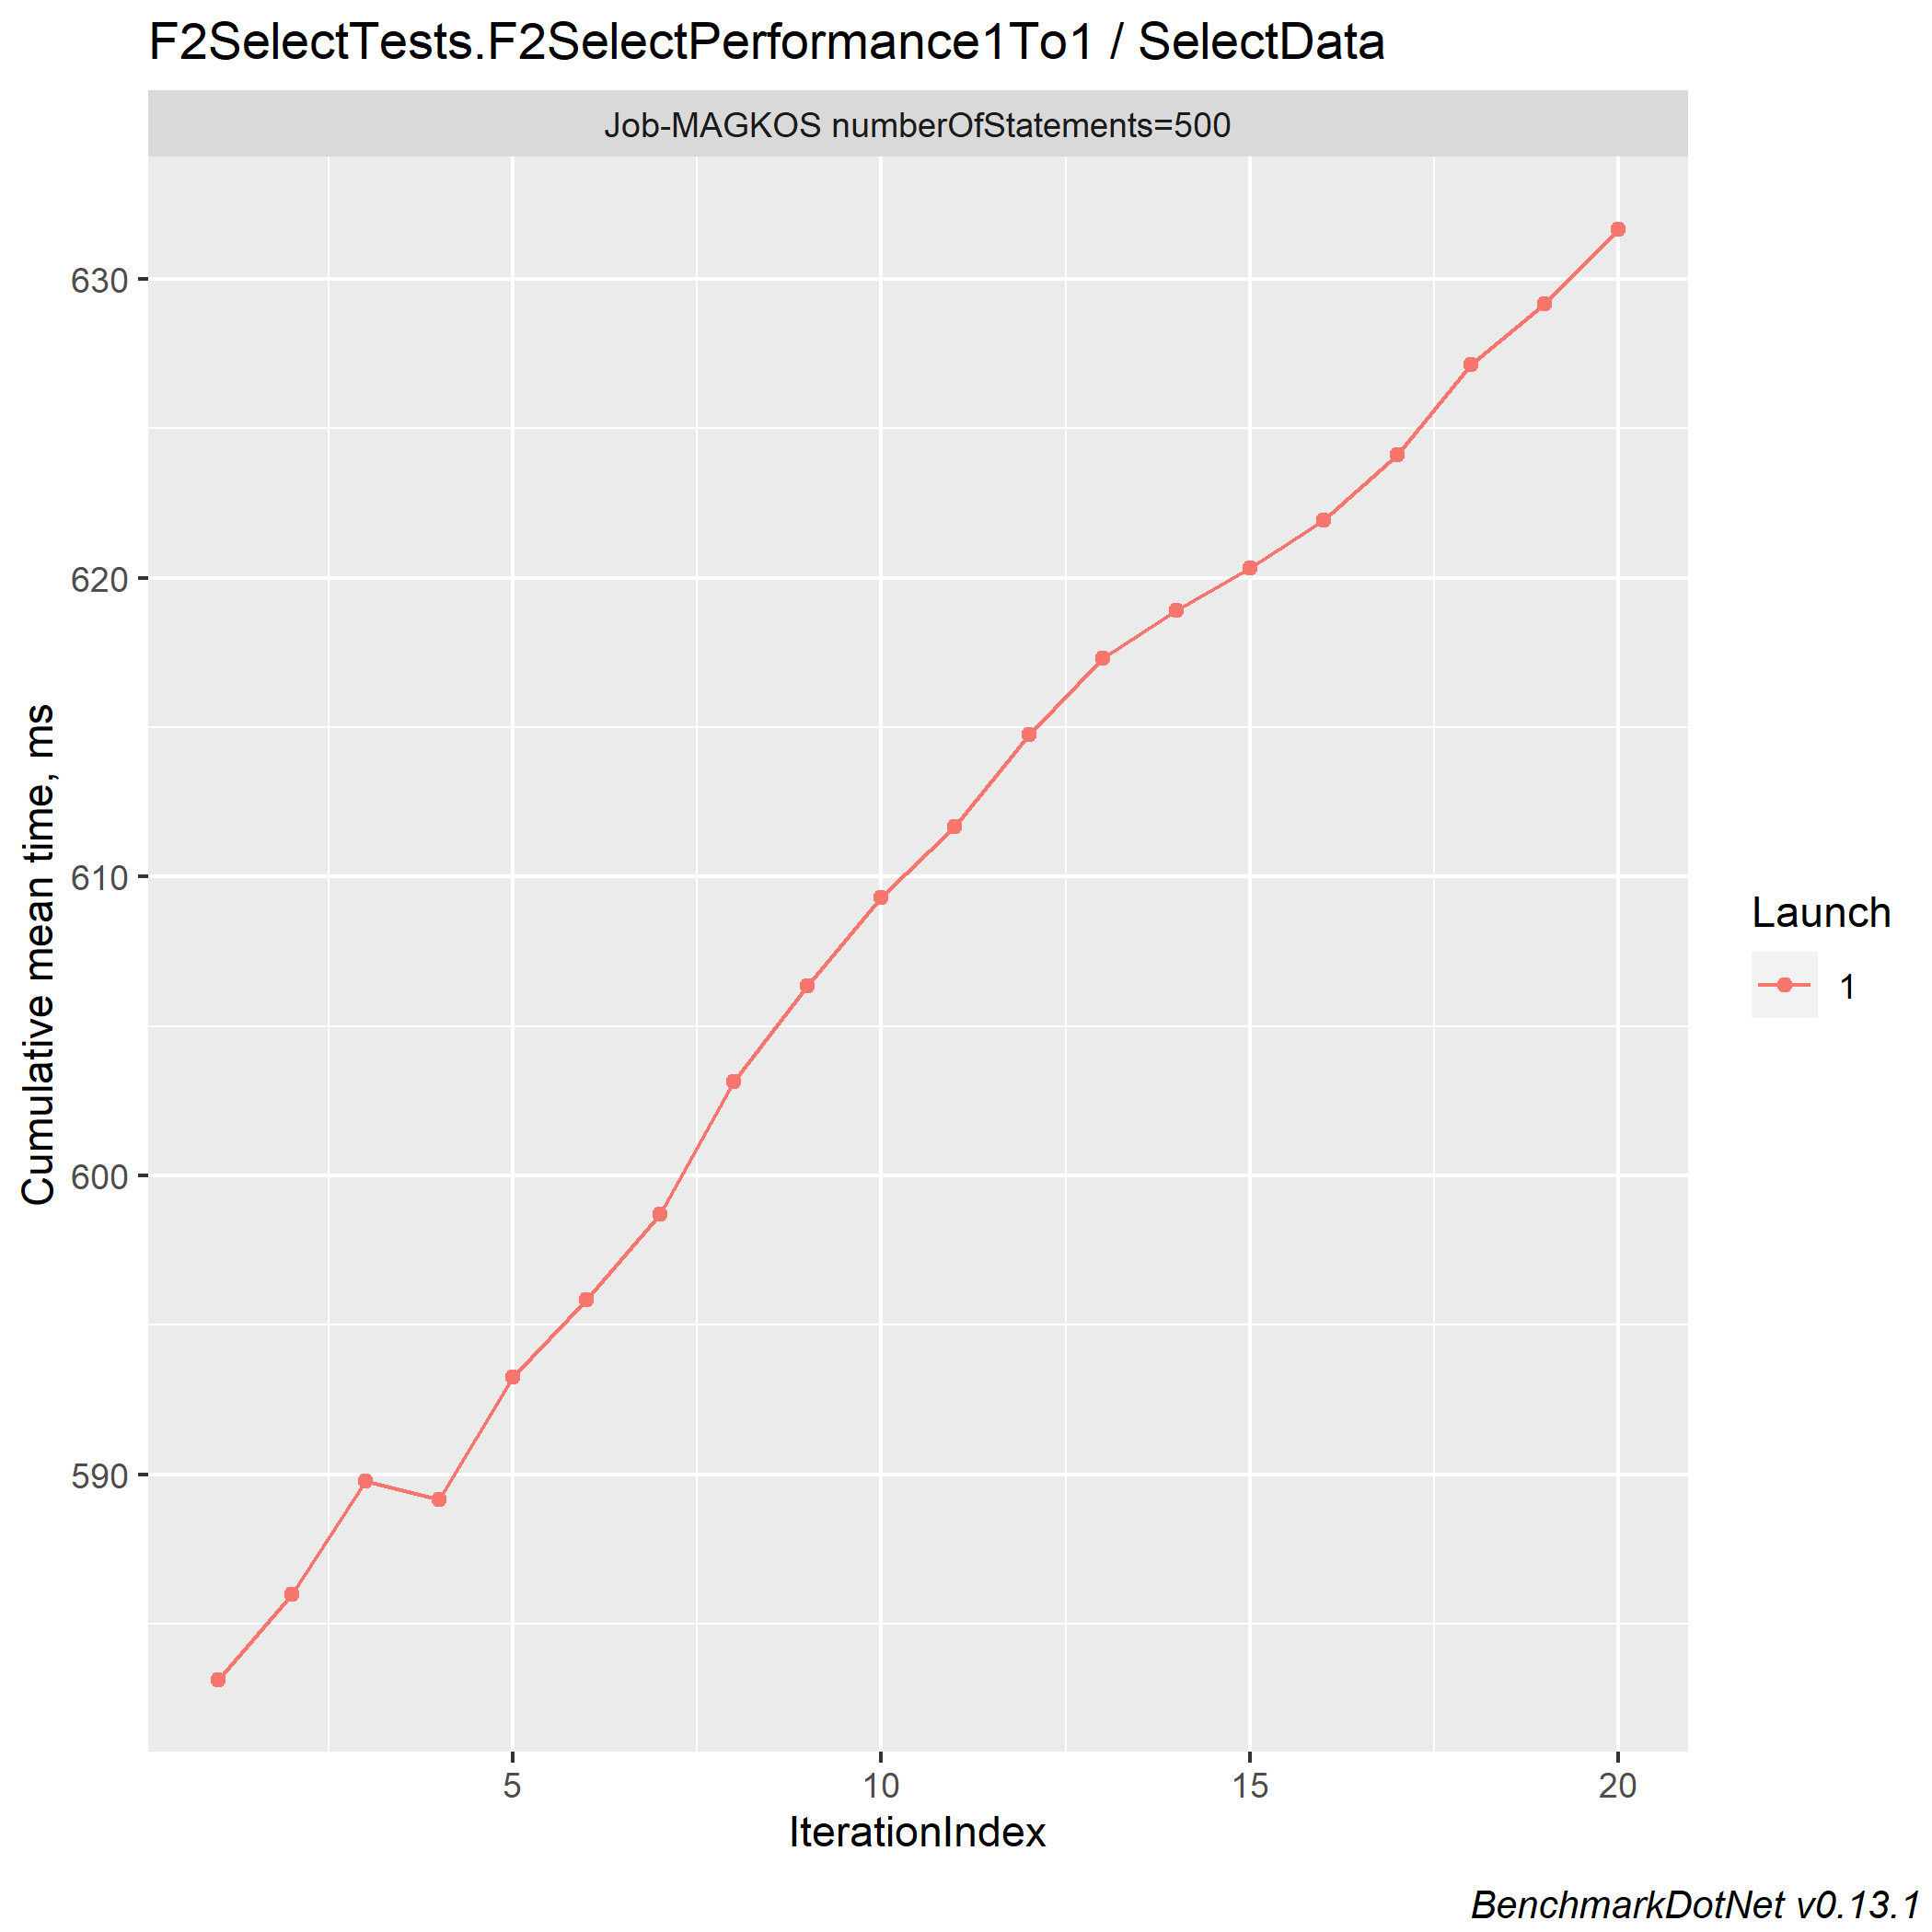 F2SelectTests.F2SelectPerformance1To1 / SelectData
Job-MAGKOS numberOfStatements=500
630
620
610
600
590
Cumulative mean time, ms
5
10
15
20
IterationIndex
Launch
1
BenchmarkDotNet v0.13.1